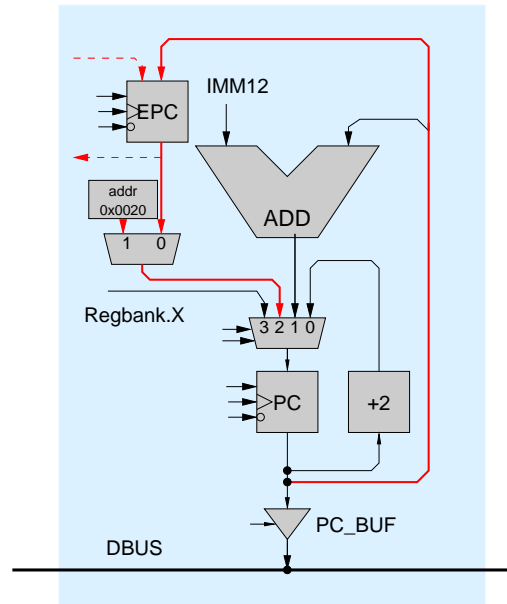 IMM12
EPC
addr
0x0020
ADD
1 0
Regbank.X
3 2 1 0
PC
+2
PC_BUF
DBUS